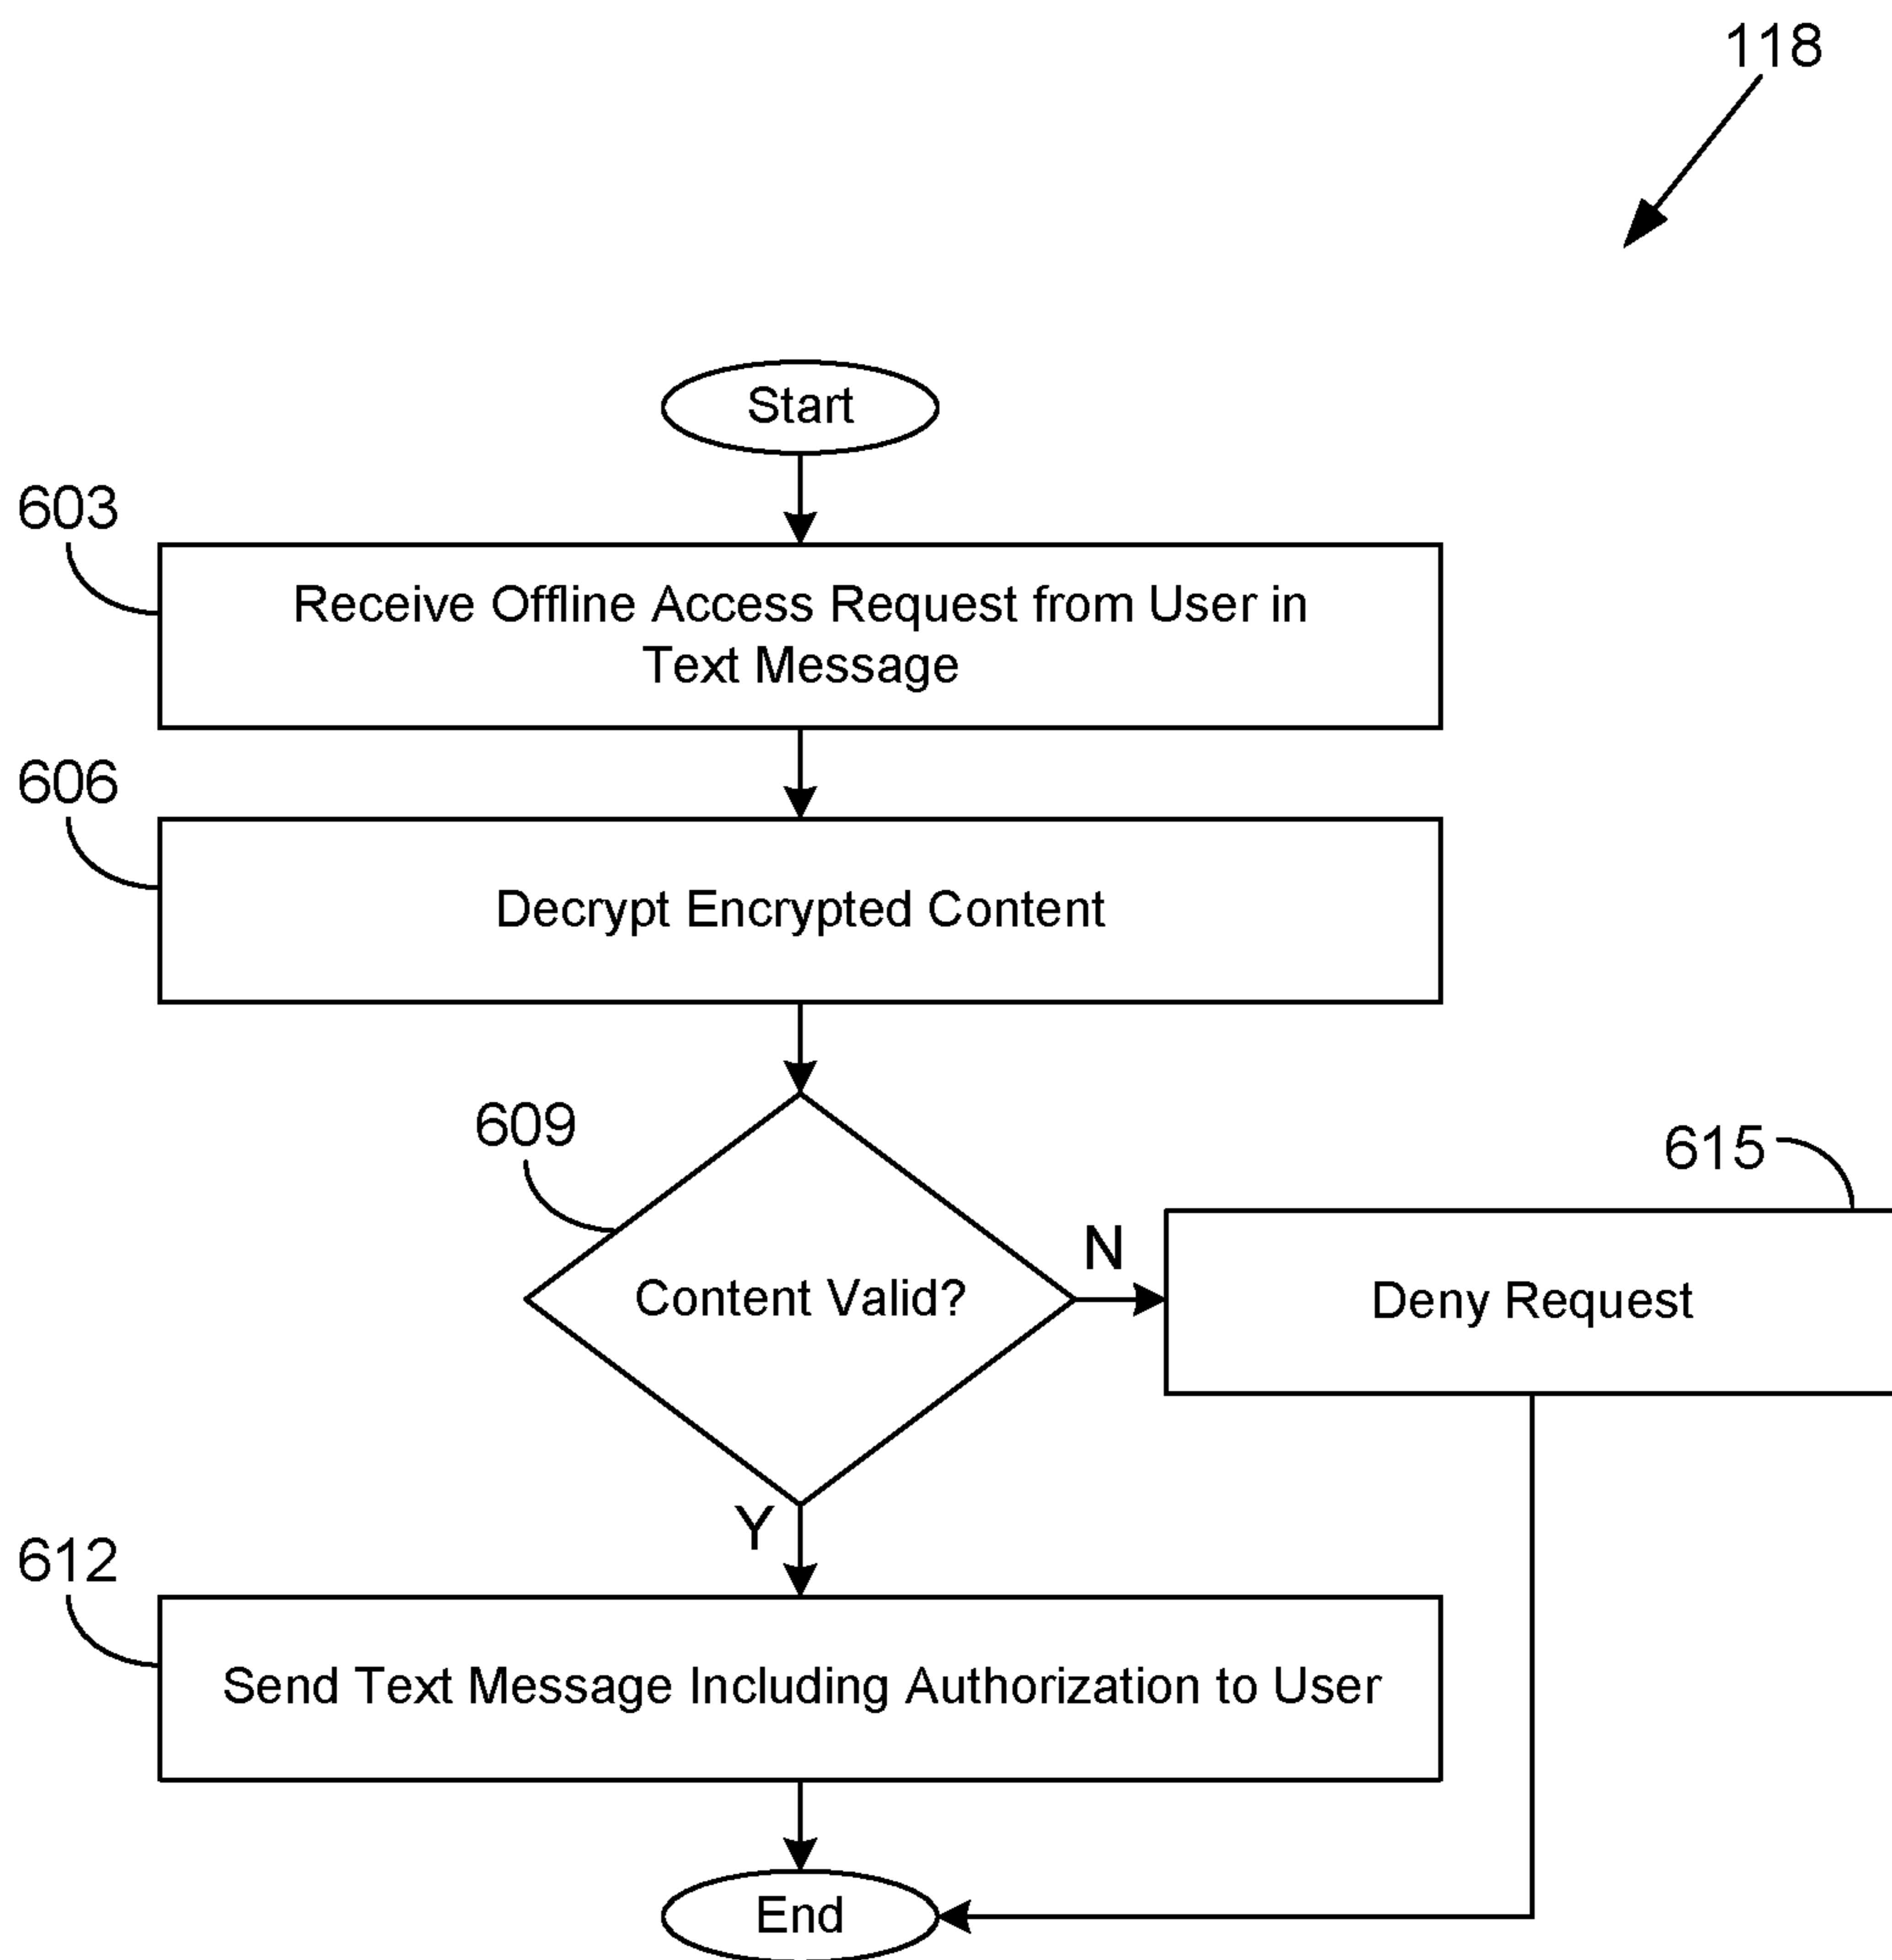 118
Start
603
Receive Offline Access Request from User in
Text Message
606
Decrypt Encrypted Content
609
615
N
Content Valid?
Deny Request
Y
612
Send Text Message Including Authorization to User
End